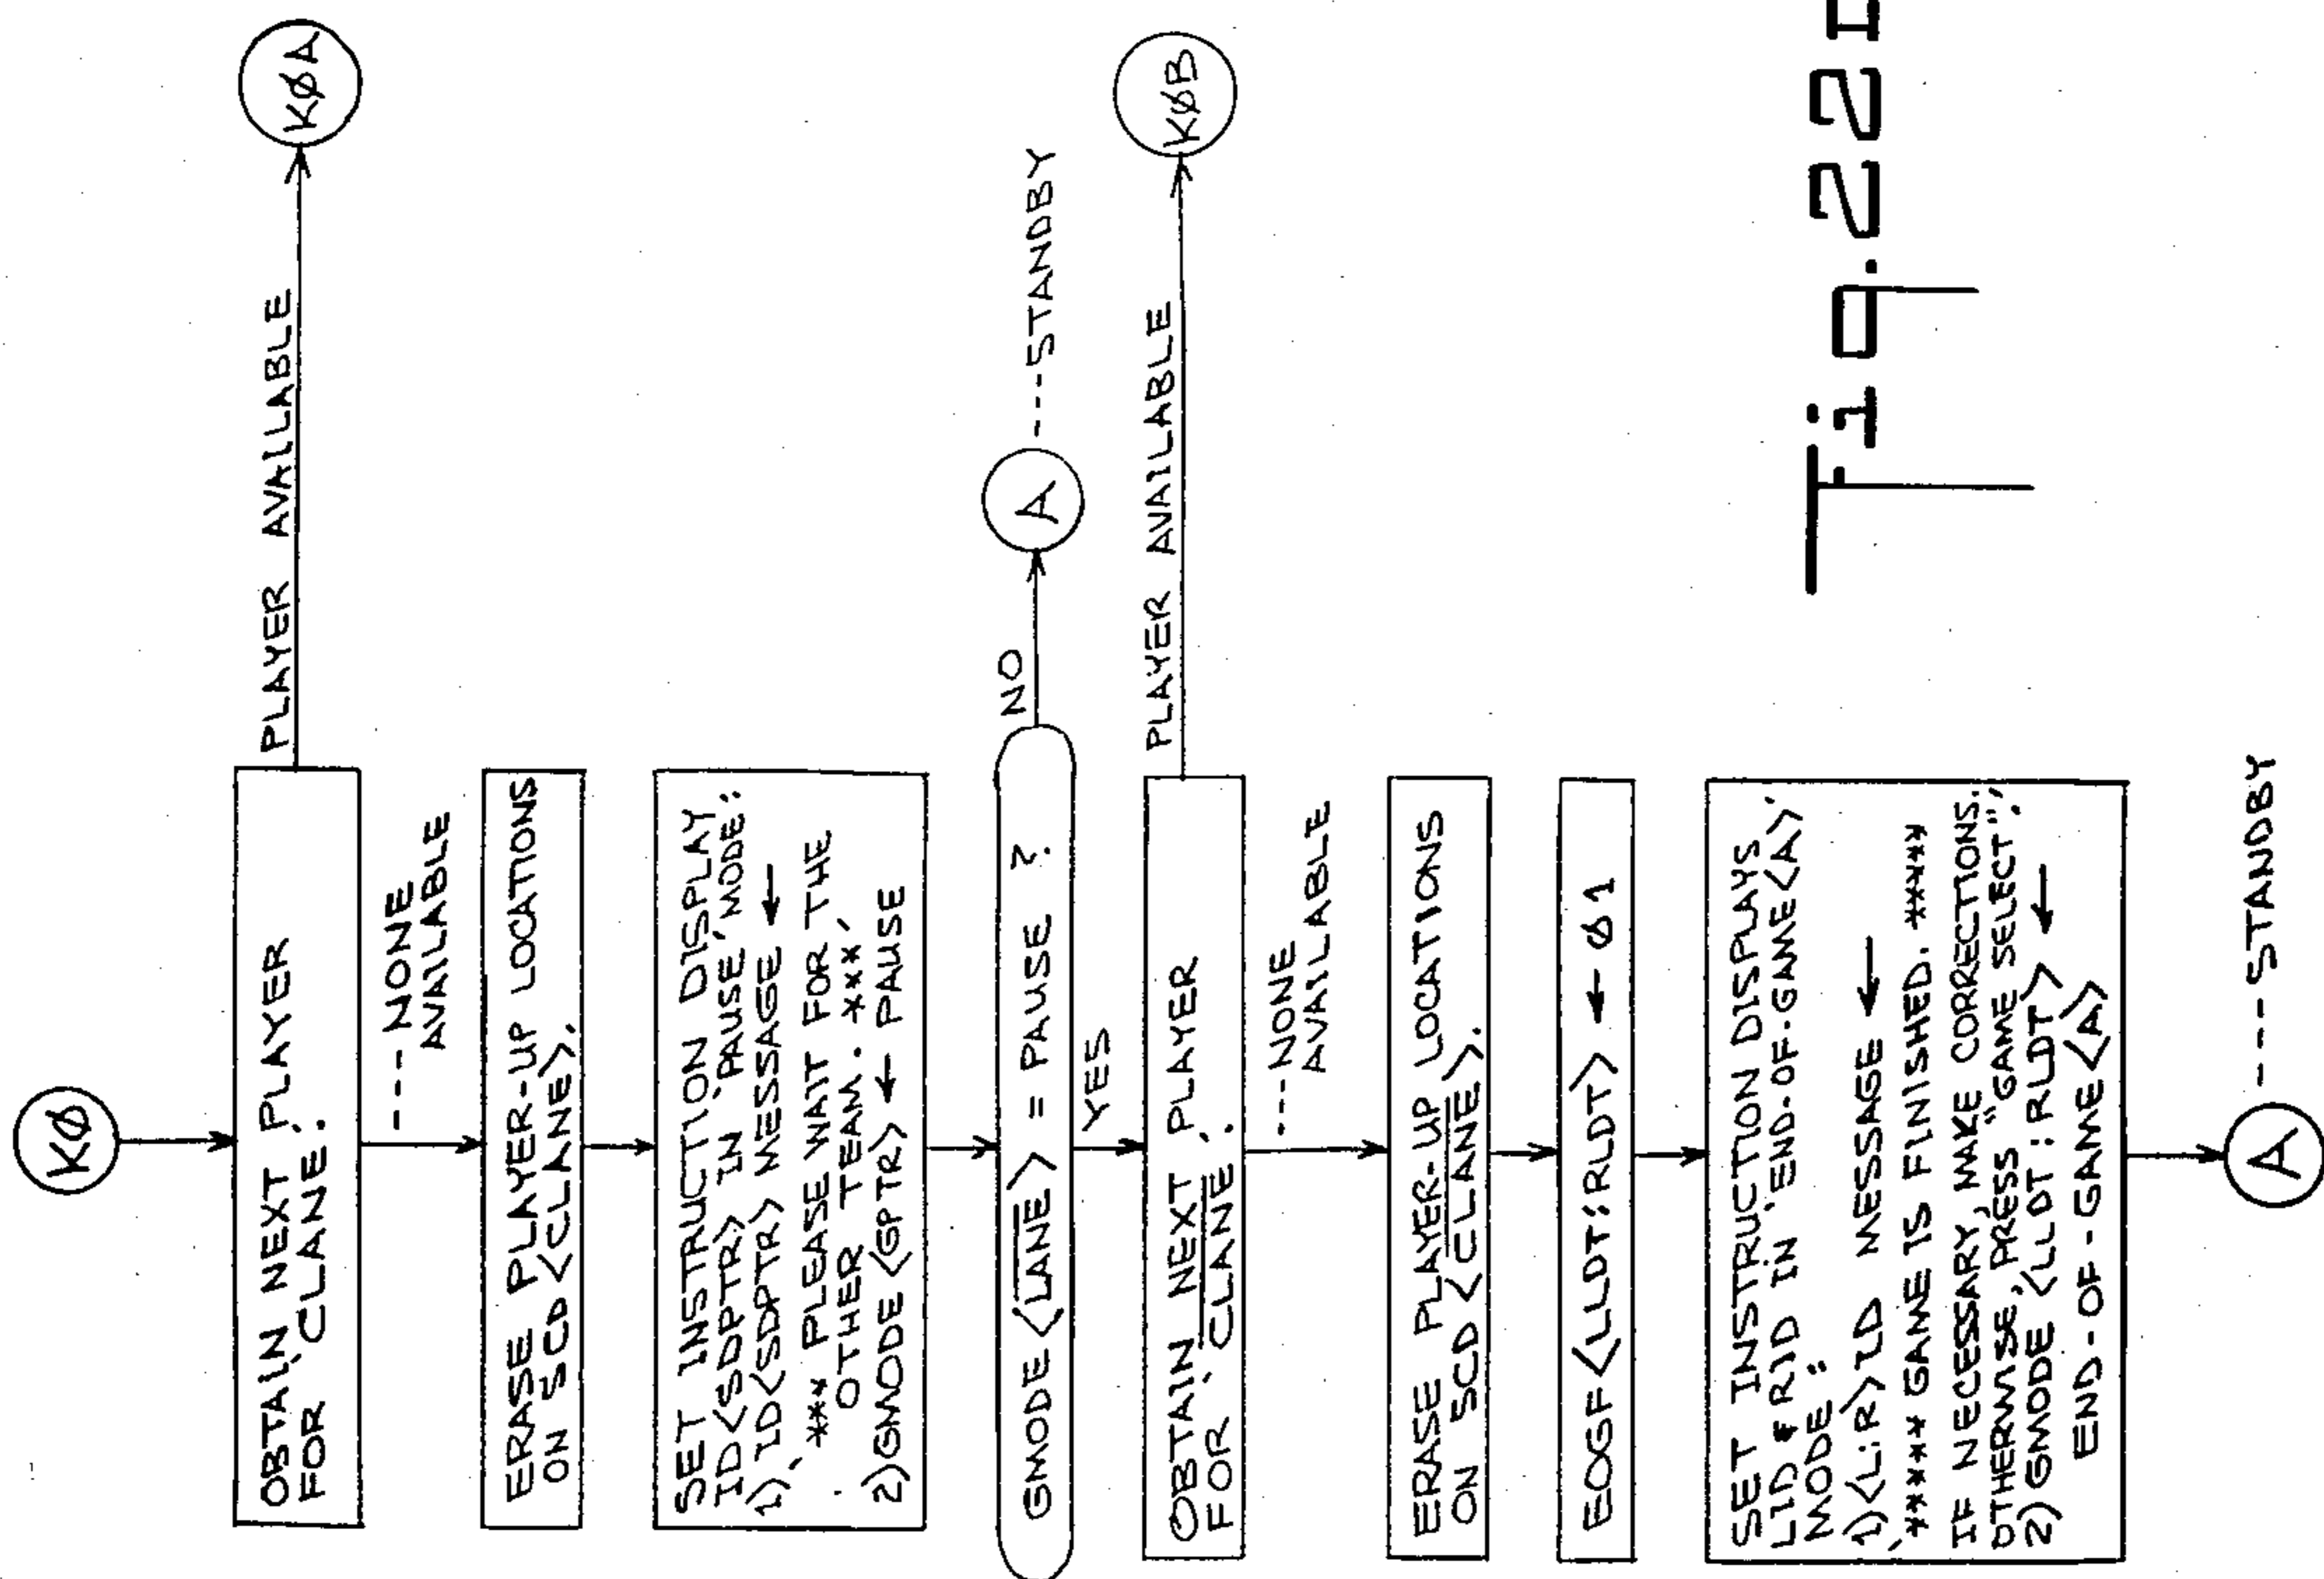 KØ
OBTAIN NEXT PLAYER
FOR 'CLANE'.
PLAYER AVAILABLE
KØA
---NONE
AVAILABLE
ERASE PLAYER-UP LOCATIONS
ON SCD<CLANE>.
SET INSTRUCTION DISPLAY
ID<SDPTR> IN 'PAUSE' MODE:
1) ID<SDPTR> MESSAGE ←
'*** PLEASE WAIT FOR THE
OTHER TEAM. ***'
2) GMODE <GPTR> ← PAUSE
GMODE <L̅A̅N̅E̅> = PAUSE ?
NO
A
----STANDBY
YES
OBTAIN NEXT PLAYER
FOR 'C̅L̅A̅N̅E̅'.
PLAYER AVAILABLE
KØB
---NONE
AVAILABLE
ERASE PLAYER-UP LOCATIONS
ON SCD <C̅L̅A̅N̅E̅>.
EOGF<LLDT:RLDT> ← Ø1
SET INSTRUCTION DISPLAYS
LID & RID IN 'END-OF-GAME<A>'
MODE:
1) <L:R>ID MESSAGE ←
'**** GAME IS FINISHED. ****
IF NECESSARY, MAKE CORRECTIONS.
OTHERWISE, PRESS "GAME SELECT"'.
2) GMODE <LLDT:RLDT> ←
END-OF-GAME<A>
A
----STANDBY